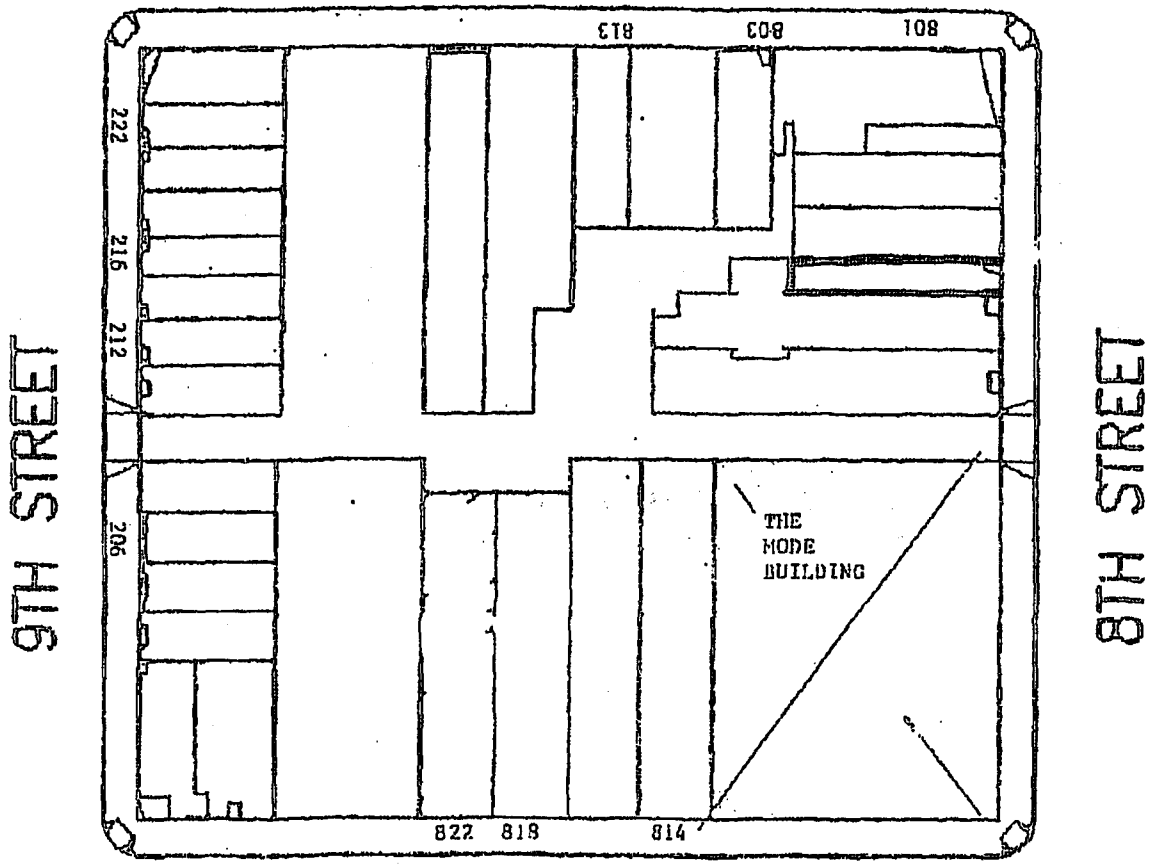 813
803
801
222
216
212
206
9TH STREET
8TH STREET
THE
MODE
BUILDING
822
818
814